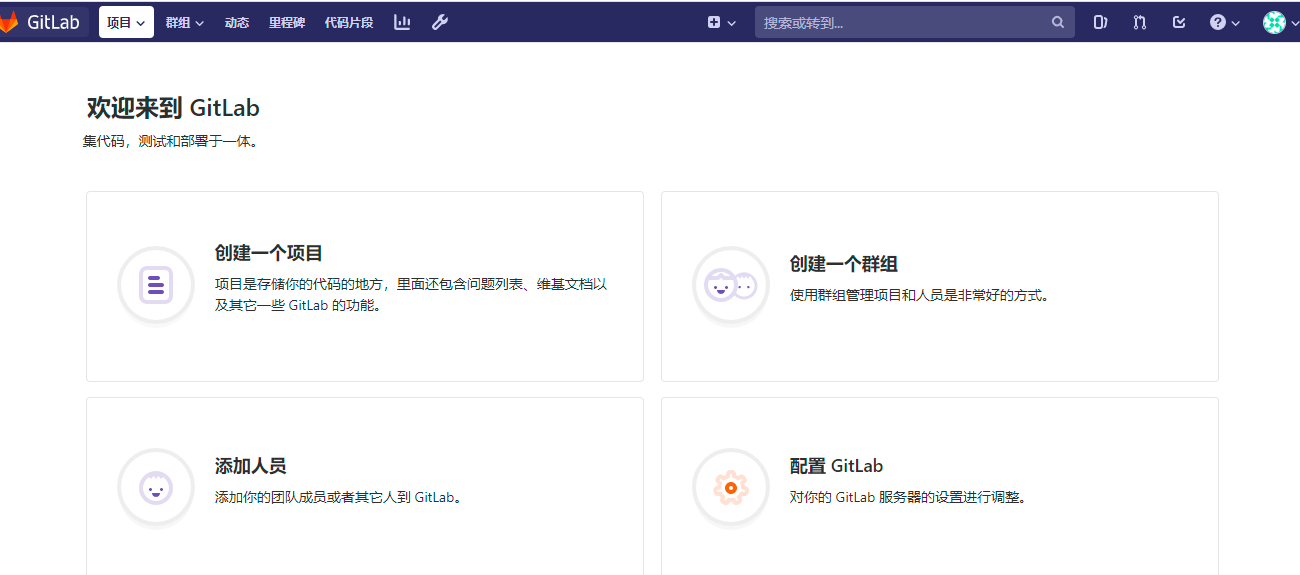 GitLab 项目 群组 动态 里程碑 代码片段 搜索或转到...
欢迎来到 GitLab
集代码，测试和部署于一体。
创建一个项目
项目是存储你的代码的地方，里面还包含问题列表、维基文档以
及其它一些 GitLab 的功能。
创建一个群组
使用群组管理项目和人员是非常好的方式。
添加人员
添加你的团队成员或者其它人到 GitLab。
配置 GitLab
对你的 GitLab 服务器的设置进行调整。